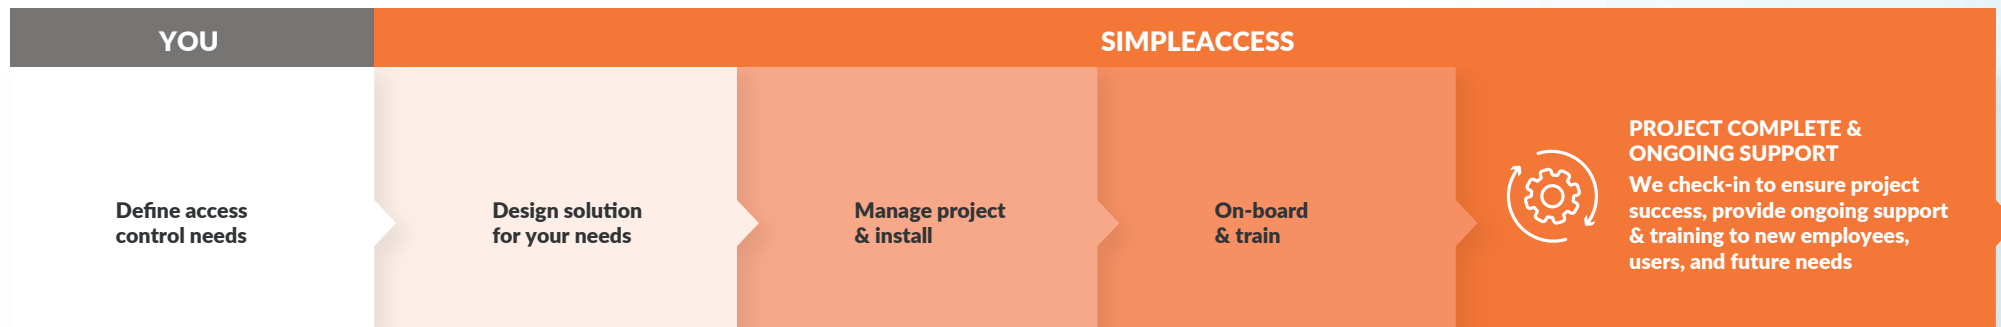 YOU
SIMPLEACCESS
Define access
control needs
Design solution
for your needs
Manage project
& install
On-board
& train
PROJECT COMPLETE &
ONGOING SUPPORT
We check-in to ensure project
success, provide ongoing support
& training to new employees,
users, and future needs